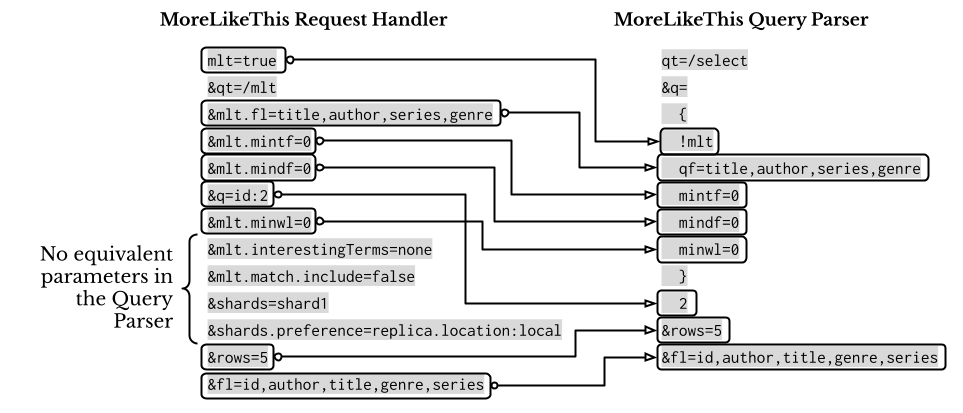 MoreLikeThis Request Handler
mlt=true
&qt=/mlt
&mlt.fl=title,author,series,genre
&mlt.mintf=0
&mlt.mindf=0
&q=id:2
&mlt.minwl=0
&mlt.interestingTerms=none
&mlt.match.include=false
&shards=shard1
&shards.preference=replica.location:local
&rows=5
&fl=id,author,title,genre,series
No equivalent
parameters in
the Query
Parser
MoreLikeThis Query Parser
qt=/select
&q=
{
!mlt
qf=title,author,series,genre
mintf=0
mindf=0
minwl=0
}
2
&rows=5
&fl=id,author,title,genre,series